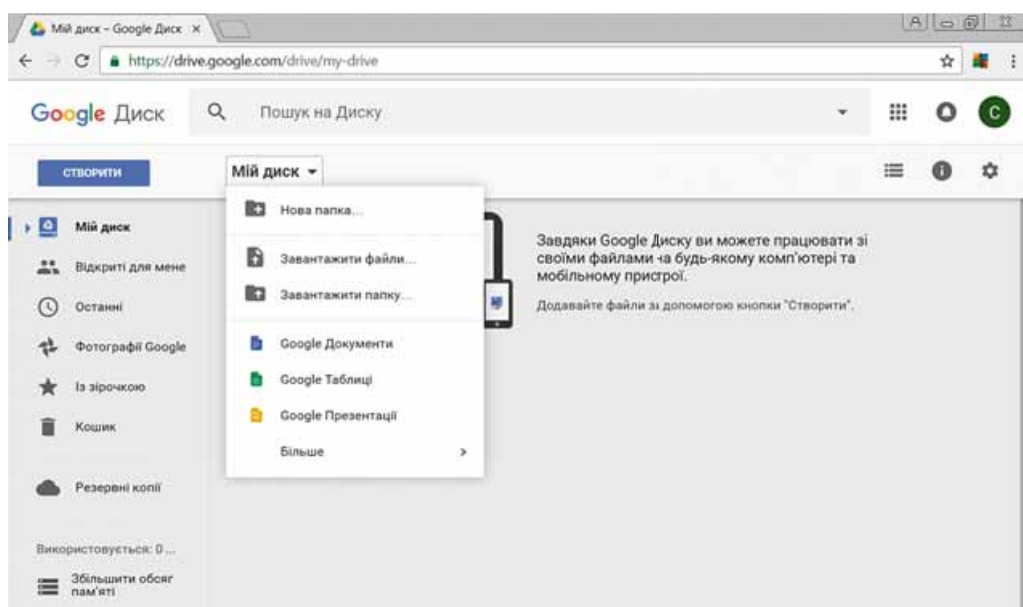 Мій диск – Google Диск
https://drive.google.com/drive/my-drive
Google Диск
Пошук на Диску
C
СТВОРИТИ
Мій диск
Мій диск
Відкриті для мене
Останні
Фотографії Google
Із зірочкою
Кошик
Резервні копії
Використовується: 0 ...
Збільшити обсяг
пам'яті
Нова папка...
Завантажити файли...
Завантажити папку...
Google Документи
Google Таблиці
Google Презентації
Більше
Завдяки Google Диску ви можете працювати зі
своїми файлами на будь-якому комп'ютері та
мобільному пристрої.
Додавайте файли за допомогою кнопки "Створити".